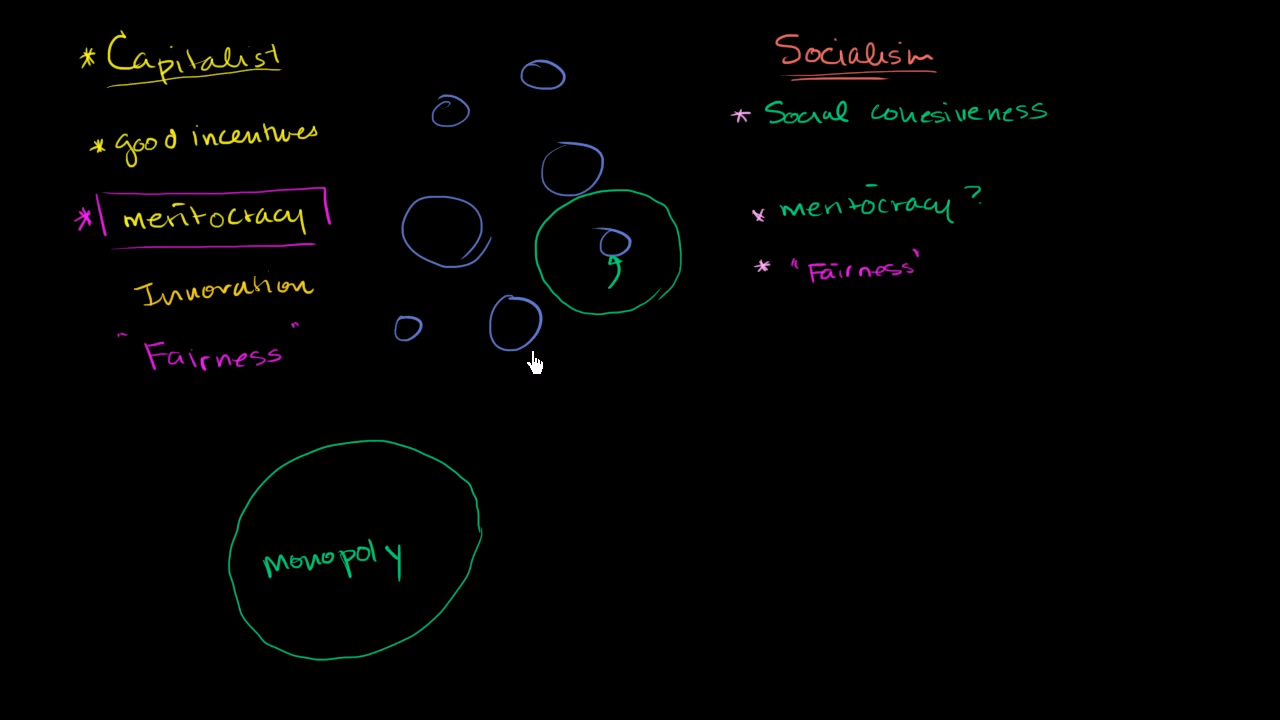 * Capitalist
* good incentives
* meritocracy
Innovation
"Fairness"
monopoly
Socialism
* Social cohesiveness
* meritocracy?
* "Fairness"